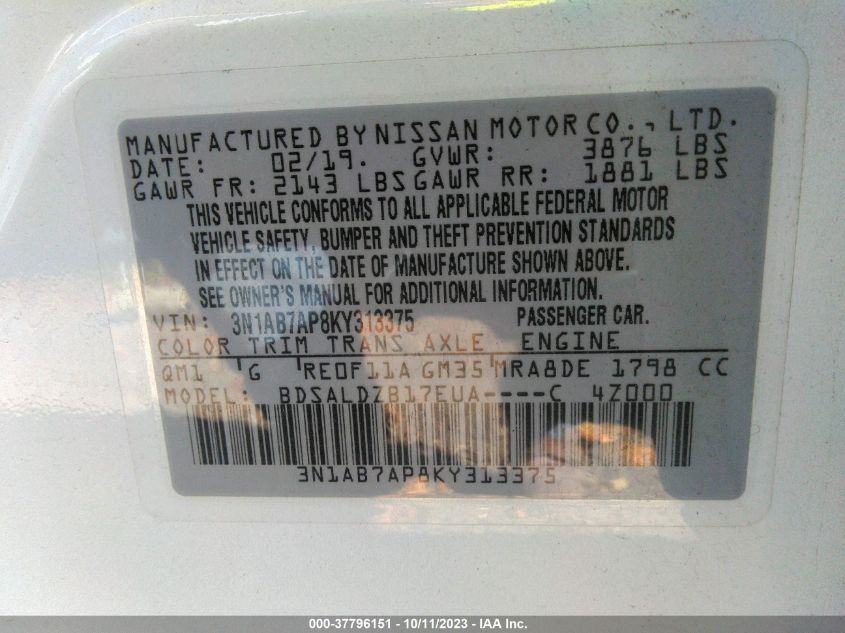 MANUFACTURED BY NISSAN MOTOR CO., LTD.
DATE: 02/19. GVWR: 3876 LBS
GAWR FR: 2143 LBS GAWR RR: 1881 LBS
THIS VEHICLE CONFORMS TO ALL APPLICABLE FEDERAL MOTOR
VEHICLE SAFETY, BUMPER AND THEFT PREVENTION STANDARDS
IN EFFECT ON THE DATE OF MANUFACTURE SHOWN ABOVE.
SEE OWNER'S MANUAL FOR ADDITIONAL INFORMATION.
VIN: 3N1AB7AP8KY313375 PASSENGER CAR.
COLOR TRIM TRANS AXLE ENGINE
QM1 G RE0F11A GM35 MRA8DE 1798 CC
MODEL: BDSALDZB17EUA----C 4Z000
3N1AB7AP8KY313375
000-37796151 - 10/11/2023 - IAA Inc.